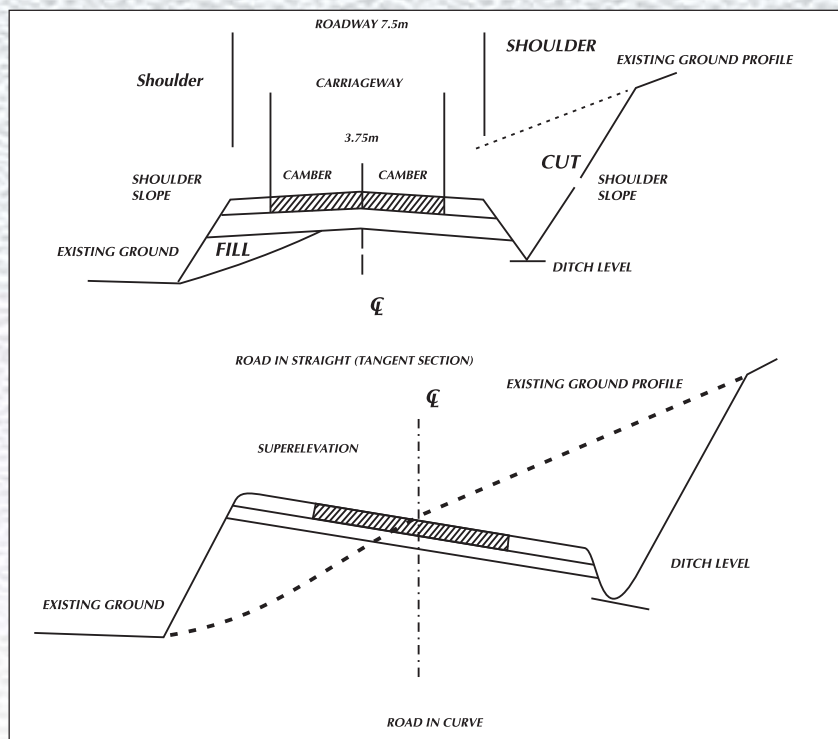 ROADWAY 7.5m
SHOULDER
EXISTING GROUND PROFILE
Shoulder
CARRIAGEWAY
3.75m
CUT
CAMBER
CAMBER
SHOULDER
SLOPE
SHOULDER
SLOPE
EXISTING GROUND
FILL
DITCH LEVEL
℄
ROAD IN STRAIGHT (TANGENT SECTION)
EXISTING GROUND PROFILE
℄
SUPERELEVATION
DITCH LEVEL
EXISTING GROUND
ROAD IN CURVE